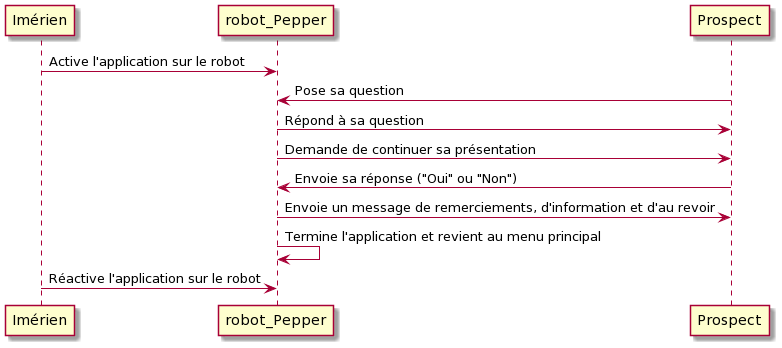 Imérien
robot_Pepper
Prospect
Active l'application sur le robot
Pose sa question
Répond à sa question
Demande de continuer sa présentation
Envoie sa réponse ("Oui" ou "Non")
Envoie un message de remerciements, d'information et d'au revoir
Termine l'application et revient au menu principal
Réactive l'application sur le robot
Imérien
robot_Pepper
Prospect